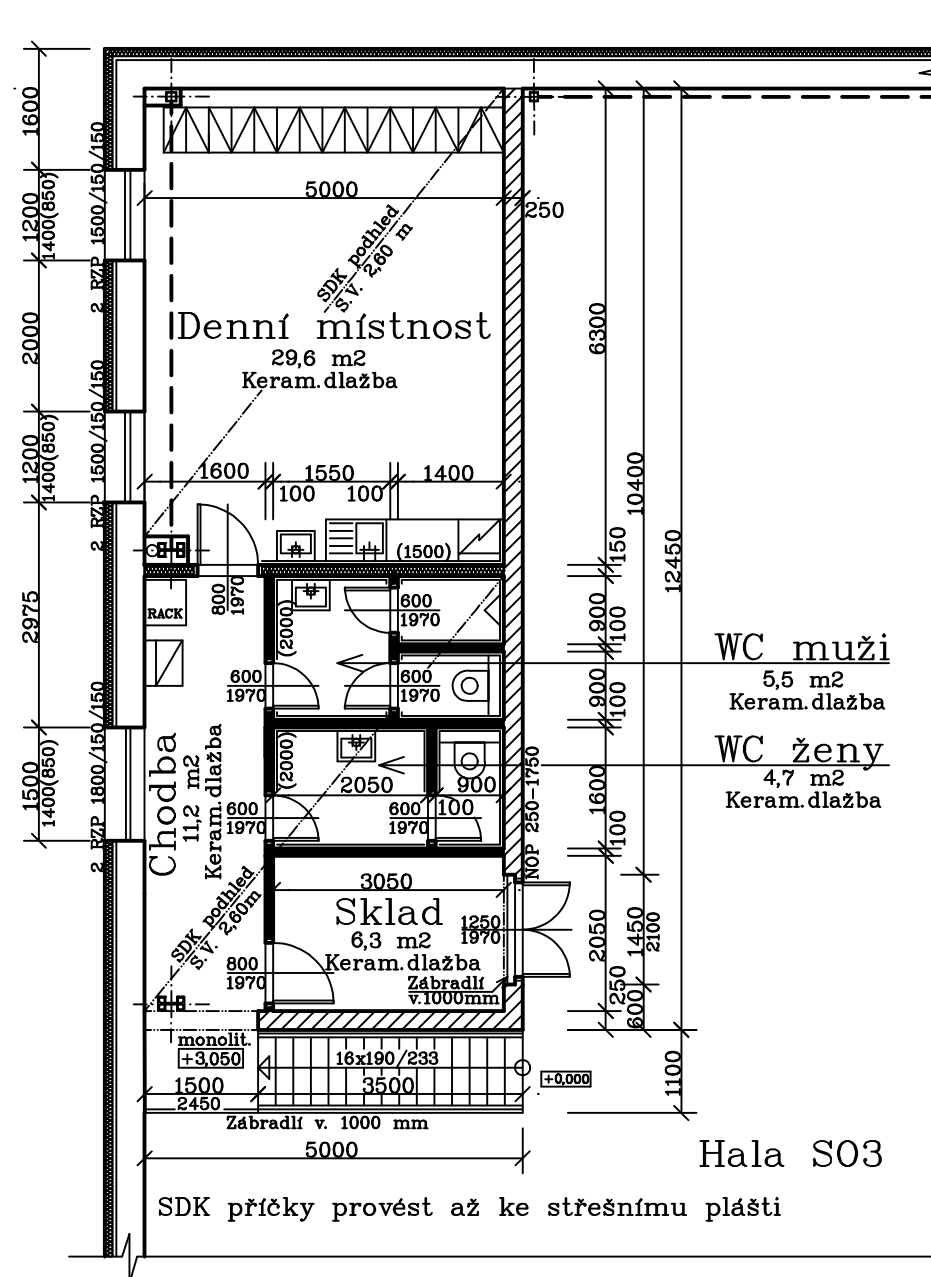 1600
1200
1400(850)
2000
1200
1400(850)
2975
1500
1400(850)
2 RZP 1500/150/150
2 RZP 1500/150/150
2 RZP 1800/150/150
5000
250
SDK podhled
S.V. 2,60 m
Denní místnost
29,6 m2
Keram.dlažba
1600
1550
1400
100
100
(1500)
800
1970
RACK
(2000)
600
1970
600
1970
600
1970
(2000)
2050
900
100
600
1970
600
1970
Chodba
11,2 m2
Keram.dlažba
SDK podhled
S.V. 2,60m
3050
Sklad
6,3 m2
Keram.dlažba
1250
1970
800
1970
Zábradlí
v.1000mm
NOP 250-1750
6300
10400
12450
150
900
100
900
100
1600
100
2050
1450
2100
250
600
1100
WC muži
5,5 m2
Keram.dlažba
WC ženy
4,7 m2
Keram.dlažba
monolit.
+3,050
16x190/233
+0,000
1500
3500
2450
Zábradlí v. 1000 mm
5000
Hala SO3
SDK příčky provést až ke střešnímu plášti